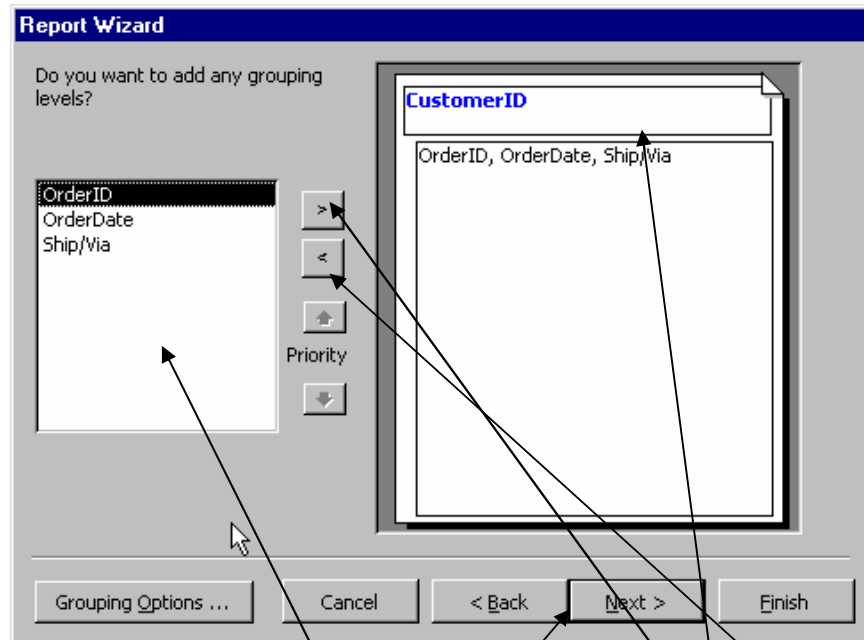 Report Wizard
Do you want to add any grouping
levels?
CustomerID
OrderID, OrderDate, Ship/Via
OrderID
OrderDate
Ship/Via
>
<
Priority
Grouping Options ...
Cancel
< Back
Next >
Finish